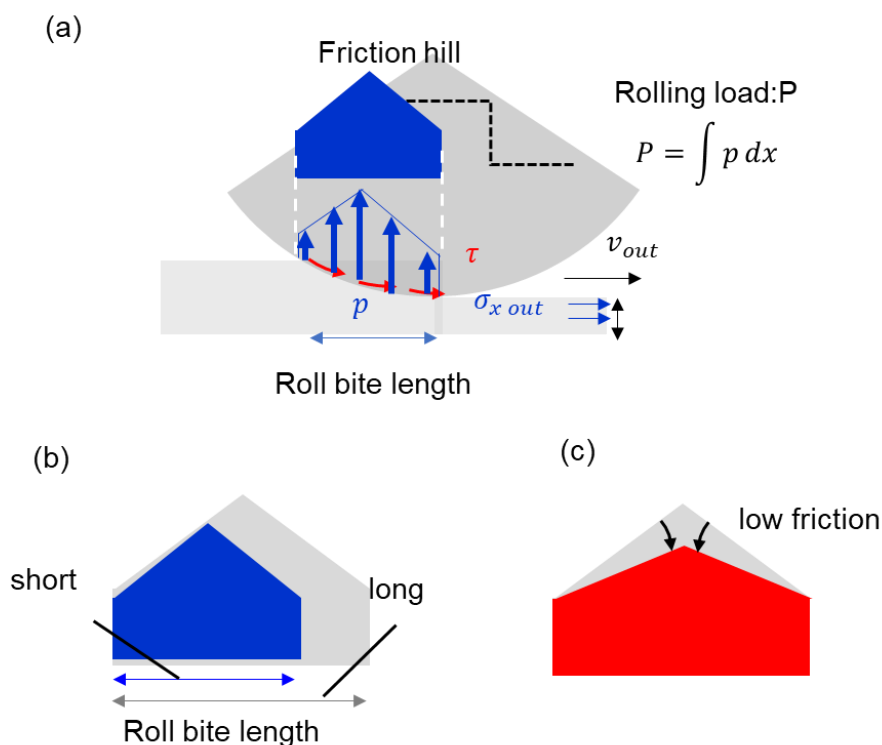 (a)
Friction hill
Rolling load:P
P = ∫ p dx
τ
v_out
p
σ_x out
Roll bite length
(b)
(c)
low friction
short
long
Roll bite length